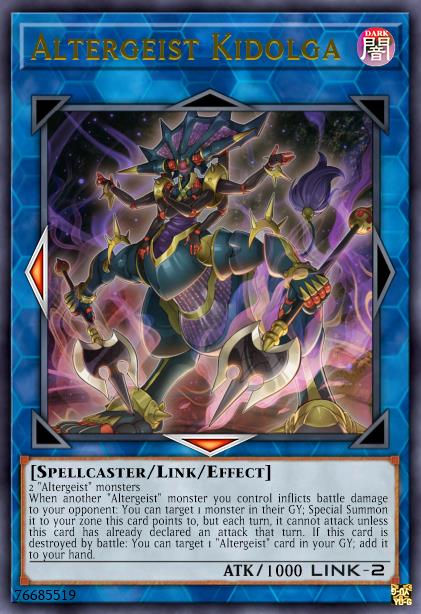 Altergeist Kidolga
DARK
闇
[Spellcaster/Link/Effect]
2 "Altergeist" monsters
When another "Altergeist" monster you control inflicts battle damage
to your opponent: You can target 1 monster in their GY; Special Summon
it to your zone this card points to, but each turn, it cannot attack unless
this card has already declared an attack that turn. If this card is
destroyed by battle: You can target 1 "Altergeist" card in your GY; add it
to your hand.
ATK/1000 LINK-2
76685519